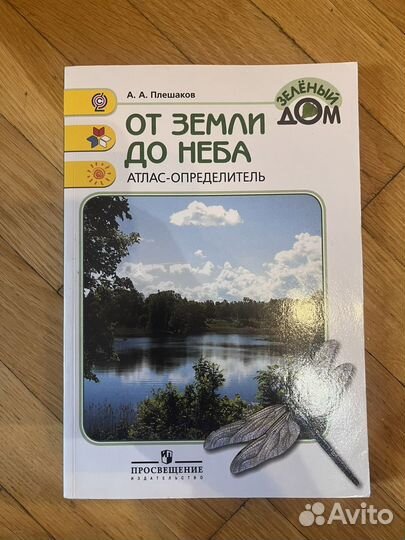 А. А. Плешаков
ЗЕЛЁНЫЙ
ДОМ
ОТ ЗЕМЛИ
ДО НЕБА
АТЛАС-ОПРЕДЕЛИТЕЛЬ
ПРОСВЕЩЕНИЕ
ИЗДАТЕЛЬСТВО
Avito